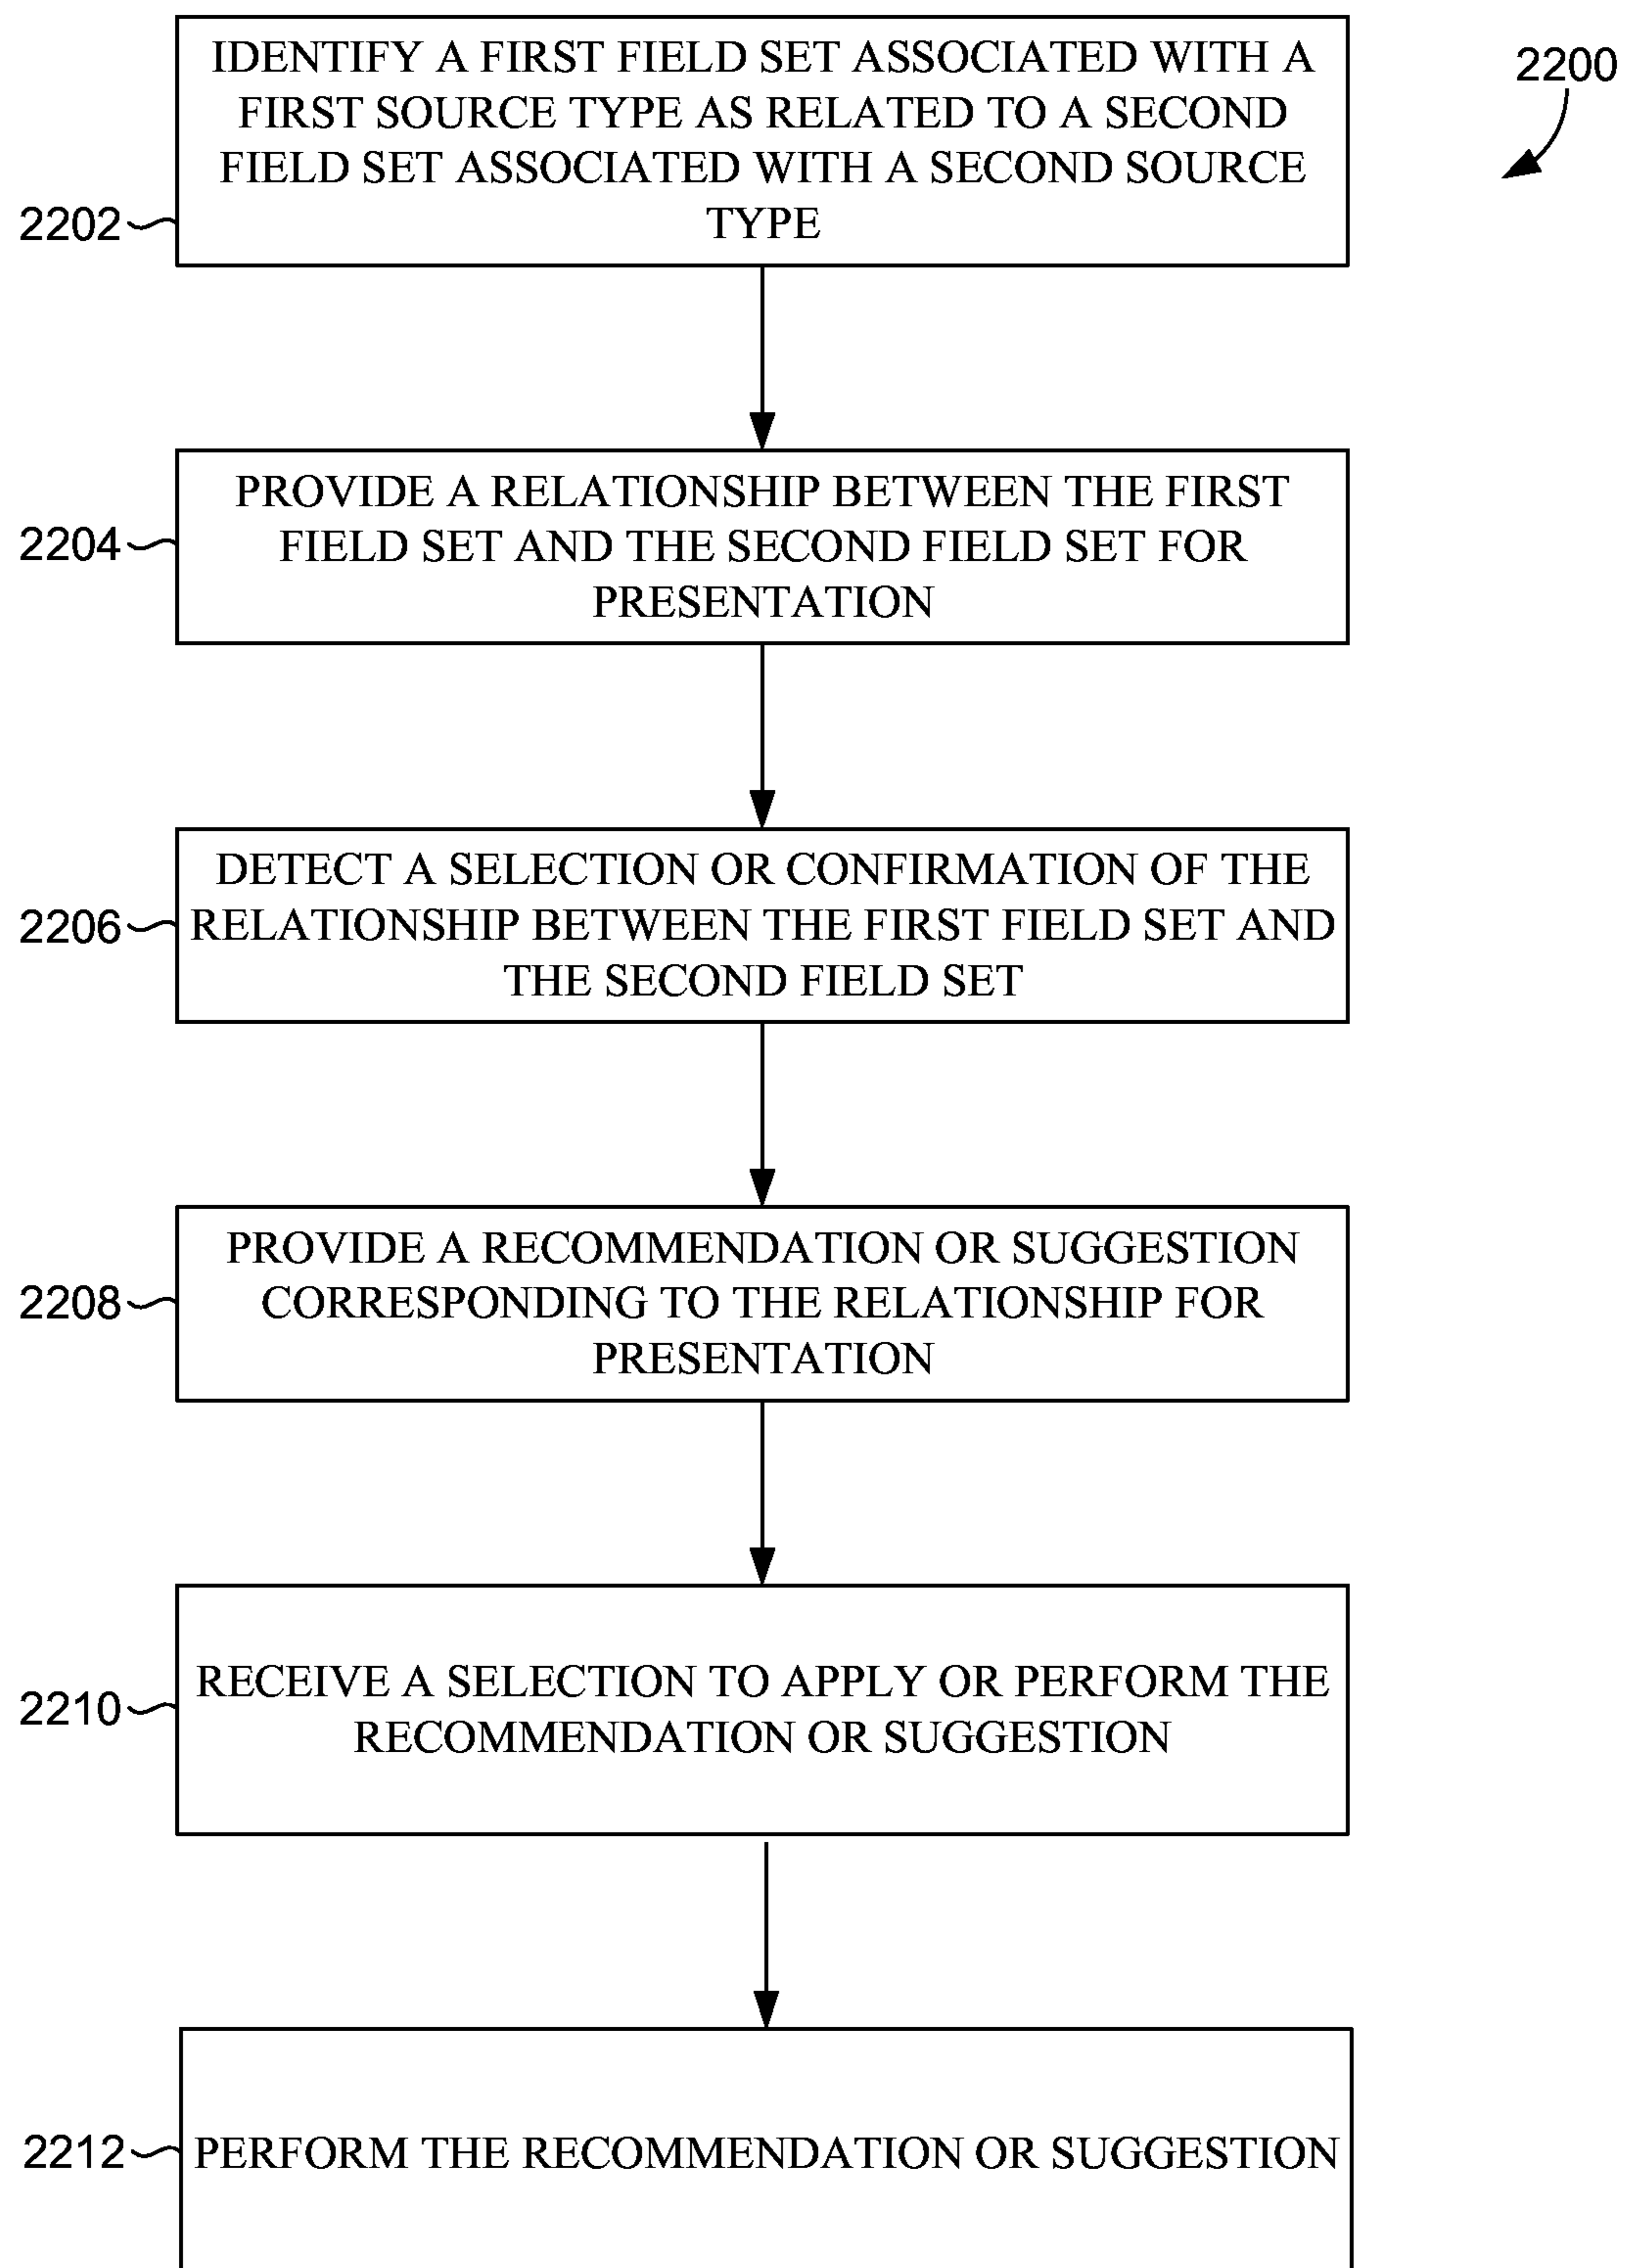 IDENTIFY A FIRST FIELD SET ASSOCIATED WITH A
FIRST SOURCE TYPE AS RELATED TO A SECOND
FIELD SET ASSOCIATED WITH A SECOND SOURCE
TYPE
2200
2202
PROVIDE A RELATIONSHIP BETWEEN THE FIRST
FIELD SET AND THE SECOND FIELD SET FOR
PRESENTATION
2204
DETECT A SELECTION OR CONFIRMATION OF THE
RELATIONSHIP BETWEEN THE FIRST FIELD SET AND
THE SECOND FIELD SET
2206
PROVIDE A RECOMMENDATION OR SUGGESTION
CORRESPONDING TO THE RELATIONSHIP FOR
PRESENTATION
2208
RECEIVE A SELECTION TO APPLY OR PERFORM THE
RECOMMENDATION OR SUGGESTION
2210
PERFORM THE RECOMMENDATION OR SUGGESTION
2212